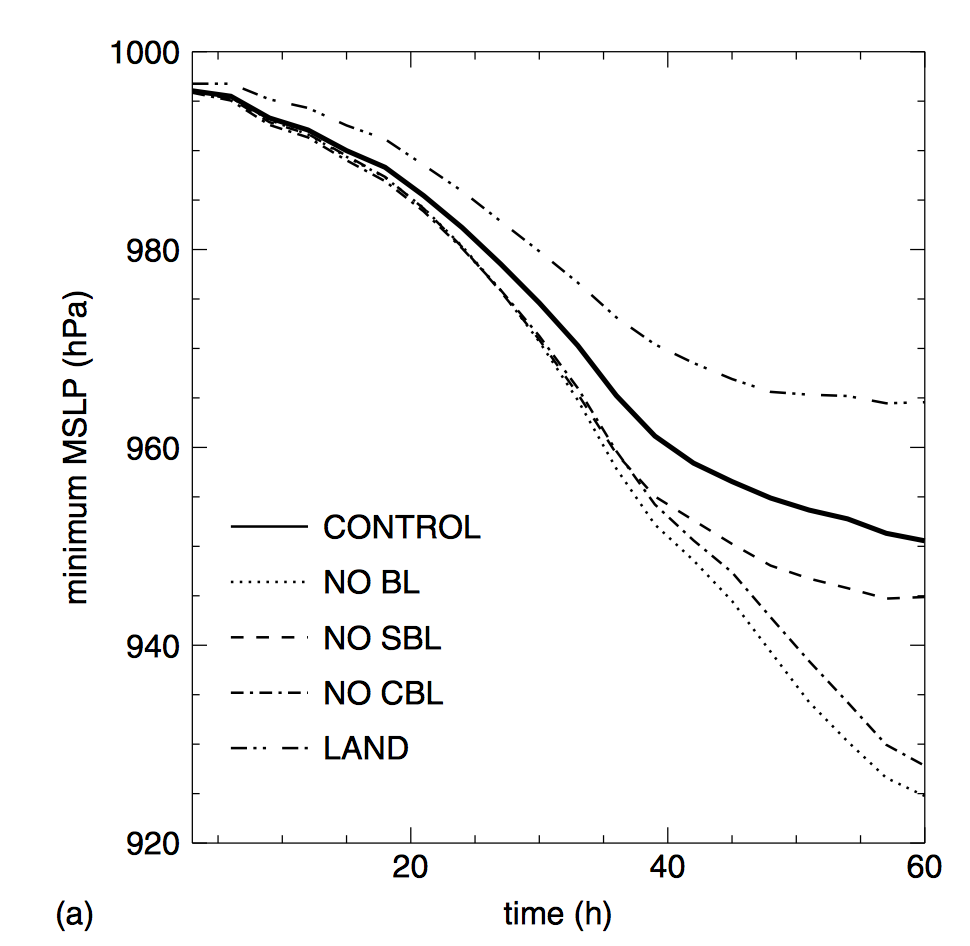 1000
980
960
940
920
minimum MSLP (hPa)
CONTROL
NO BL
NO SBL
NO CBL
LAND
20
40
60
(a)
time (h)